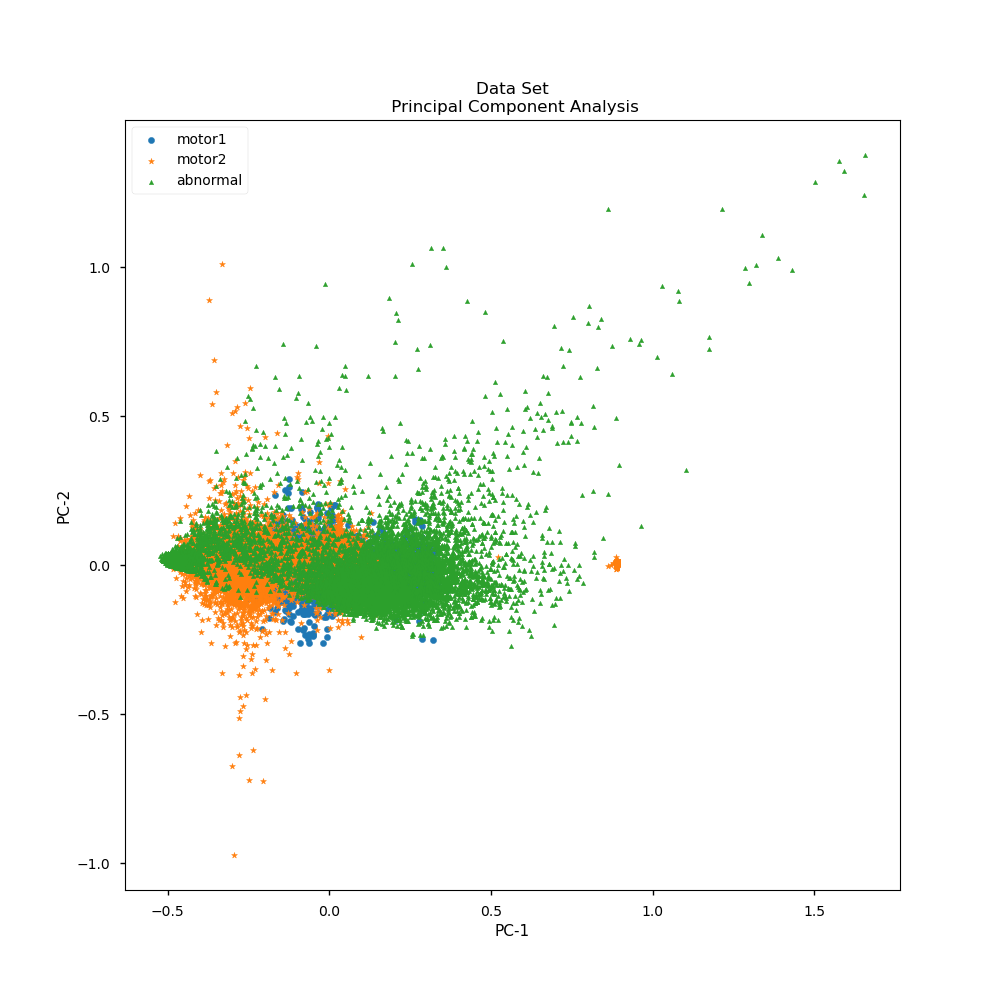 Data Set
Principal Component Analysis
motor1
motor2
abnormal
PC-2
1.0
0.5
0.0
−0.5
−1.0
−0.5
0.0
0.5
1.0
1.5
PC-1